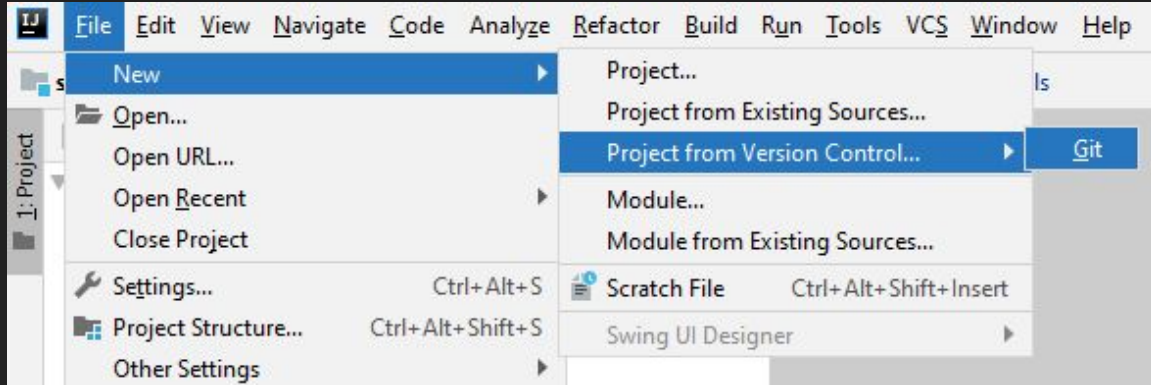 IJ File Edit View Navigate Code Analyze Refactor Build Run Tools VCS Window Help
s
ls
1: Project
New
Open...
Open URL...
Open Recent
Close Project
Settings... Ctrl+Alt+S
Project Structure... Ctrl+Alt+Shift+S
Other Settings
Project...
Project from Existing Sources...
Project from Version Control...
Module...
Module from Existing Sources...
Scratch File Ctrl+Alt+Shift+Insert
Swing UI Designer
Git